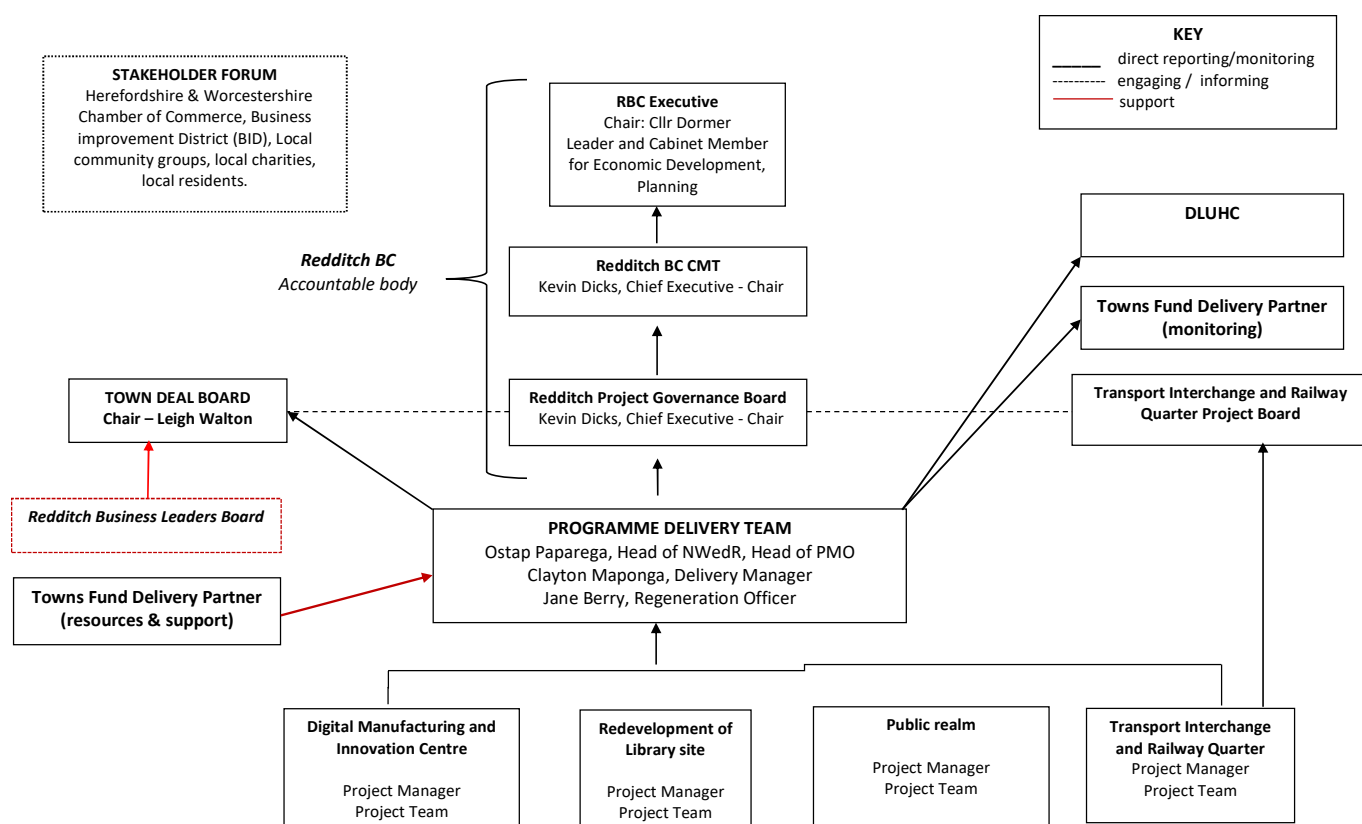 STAKEHOLDER FORUM
Herefordshire & Worcestershire
Chamber of Commerce, Business
improvement District (BID), Local
community groups, local charities,
local residents.
KEY
direct reporting/monitoring
engaging / informing
support
RBC Executive
Chair: Cllr Dormer
Leader and Cabinet Member
for Economic Development,
Planning
DLUHC
Redditch BC
Accountable body
Redditch BC CMT
Kevin Dicks, Chief Executive - Chair
Towns Fund Delivery Partner
(monitoring)
TOWN DEAL BOARD
Chair – Leigh Walton
Redditch Project Governance Board
Kevin Dicks, Chief Executive - Chair
Transport Interchange and Railway
Quarter Project Board
Redditch Business Leaders Board
PROGRAMME DELIVERY TEAM
Ostap Paparega, Head of NWedR, Head of PMO
Clayton Maponga, Delivery Manager
Jane Berry, Regeneration Officer
Towns Fund Delivery Partner
(resources & support)
Digital Manufacturing and
Innovation Centre
Project Manager
Project Team
Redevelopment of
Library site
Project Manager
Project Team
Public realm
Project Manager
Project Team
Transport Interchange
and Railway Quarter
Project Manager
Project Team